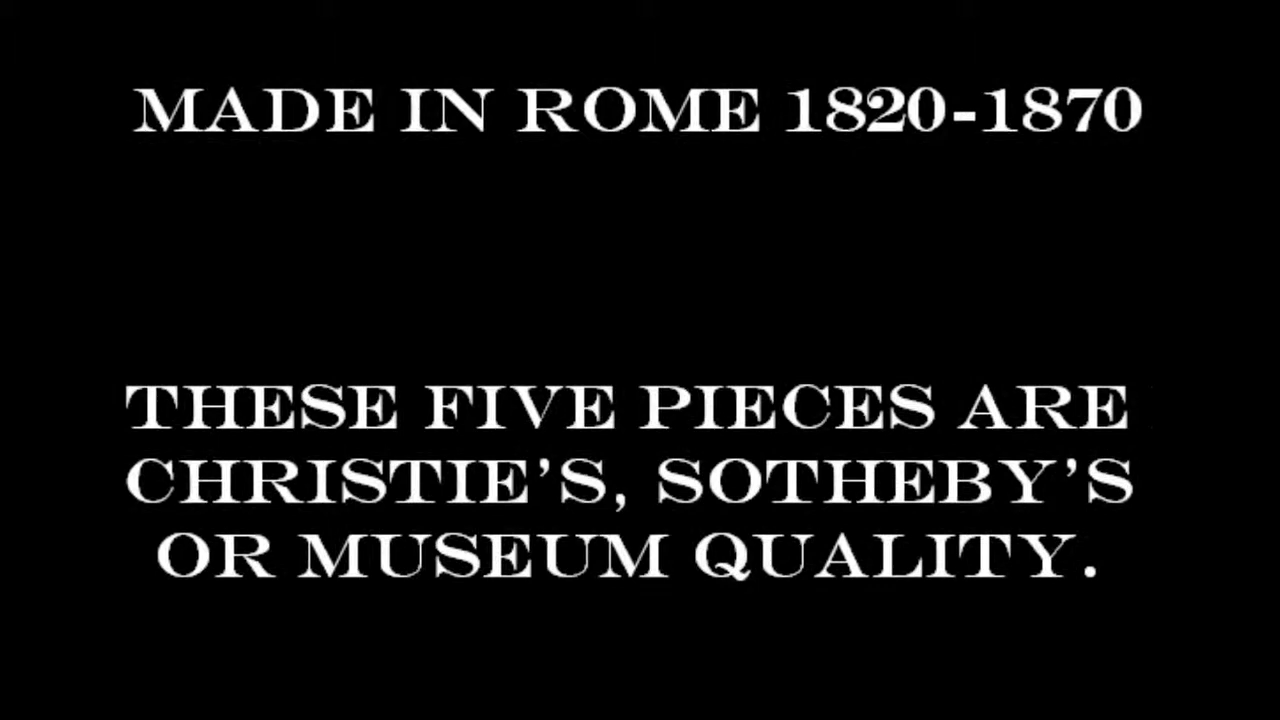 MADE IN ROME 1820-1870
THESE FIVE PIECES ARE
CHRISTIE'S, SOTHEBY'S
OR MUSEUM QUALITY.